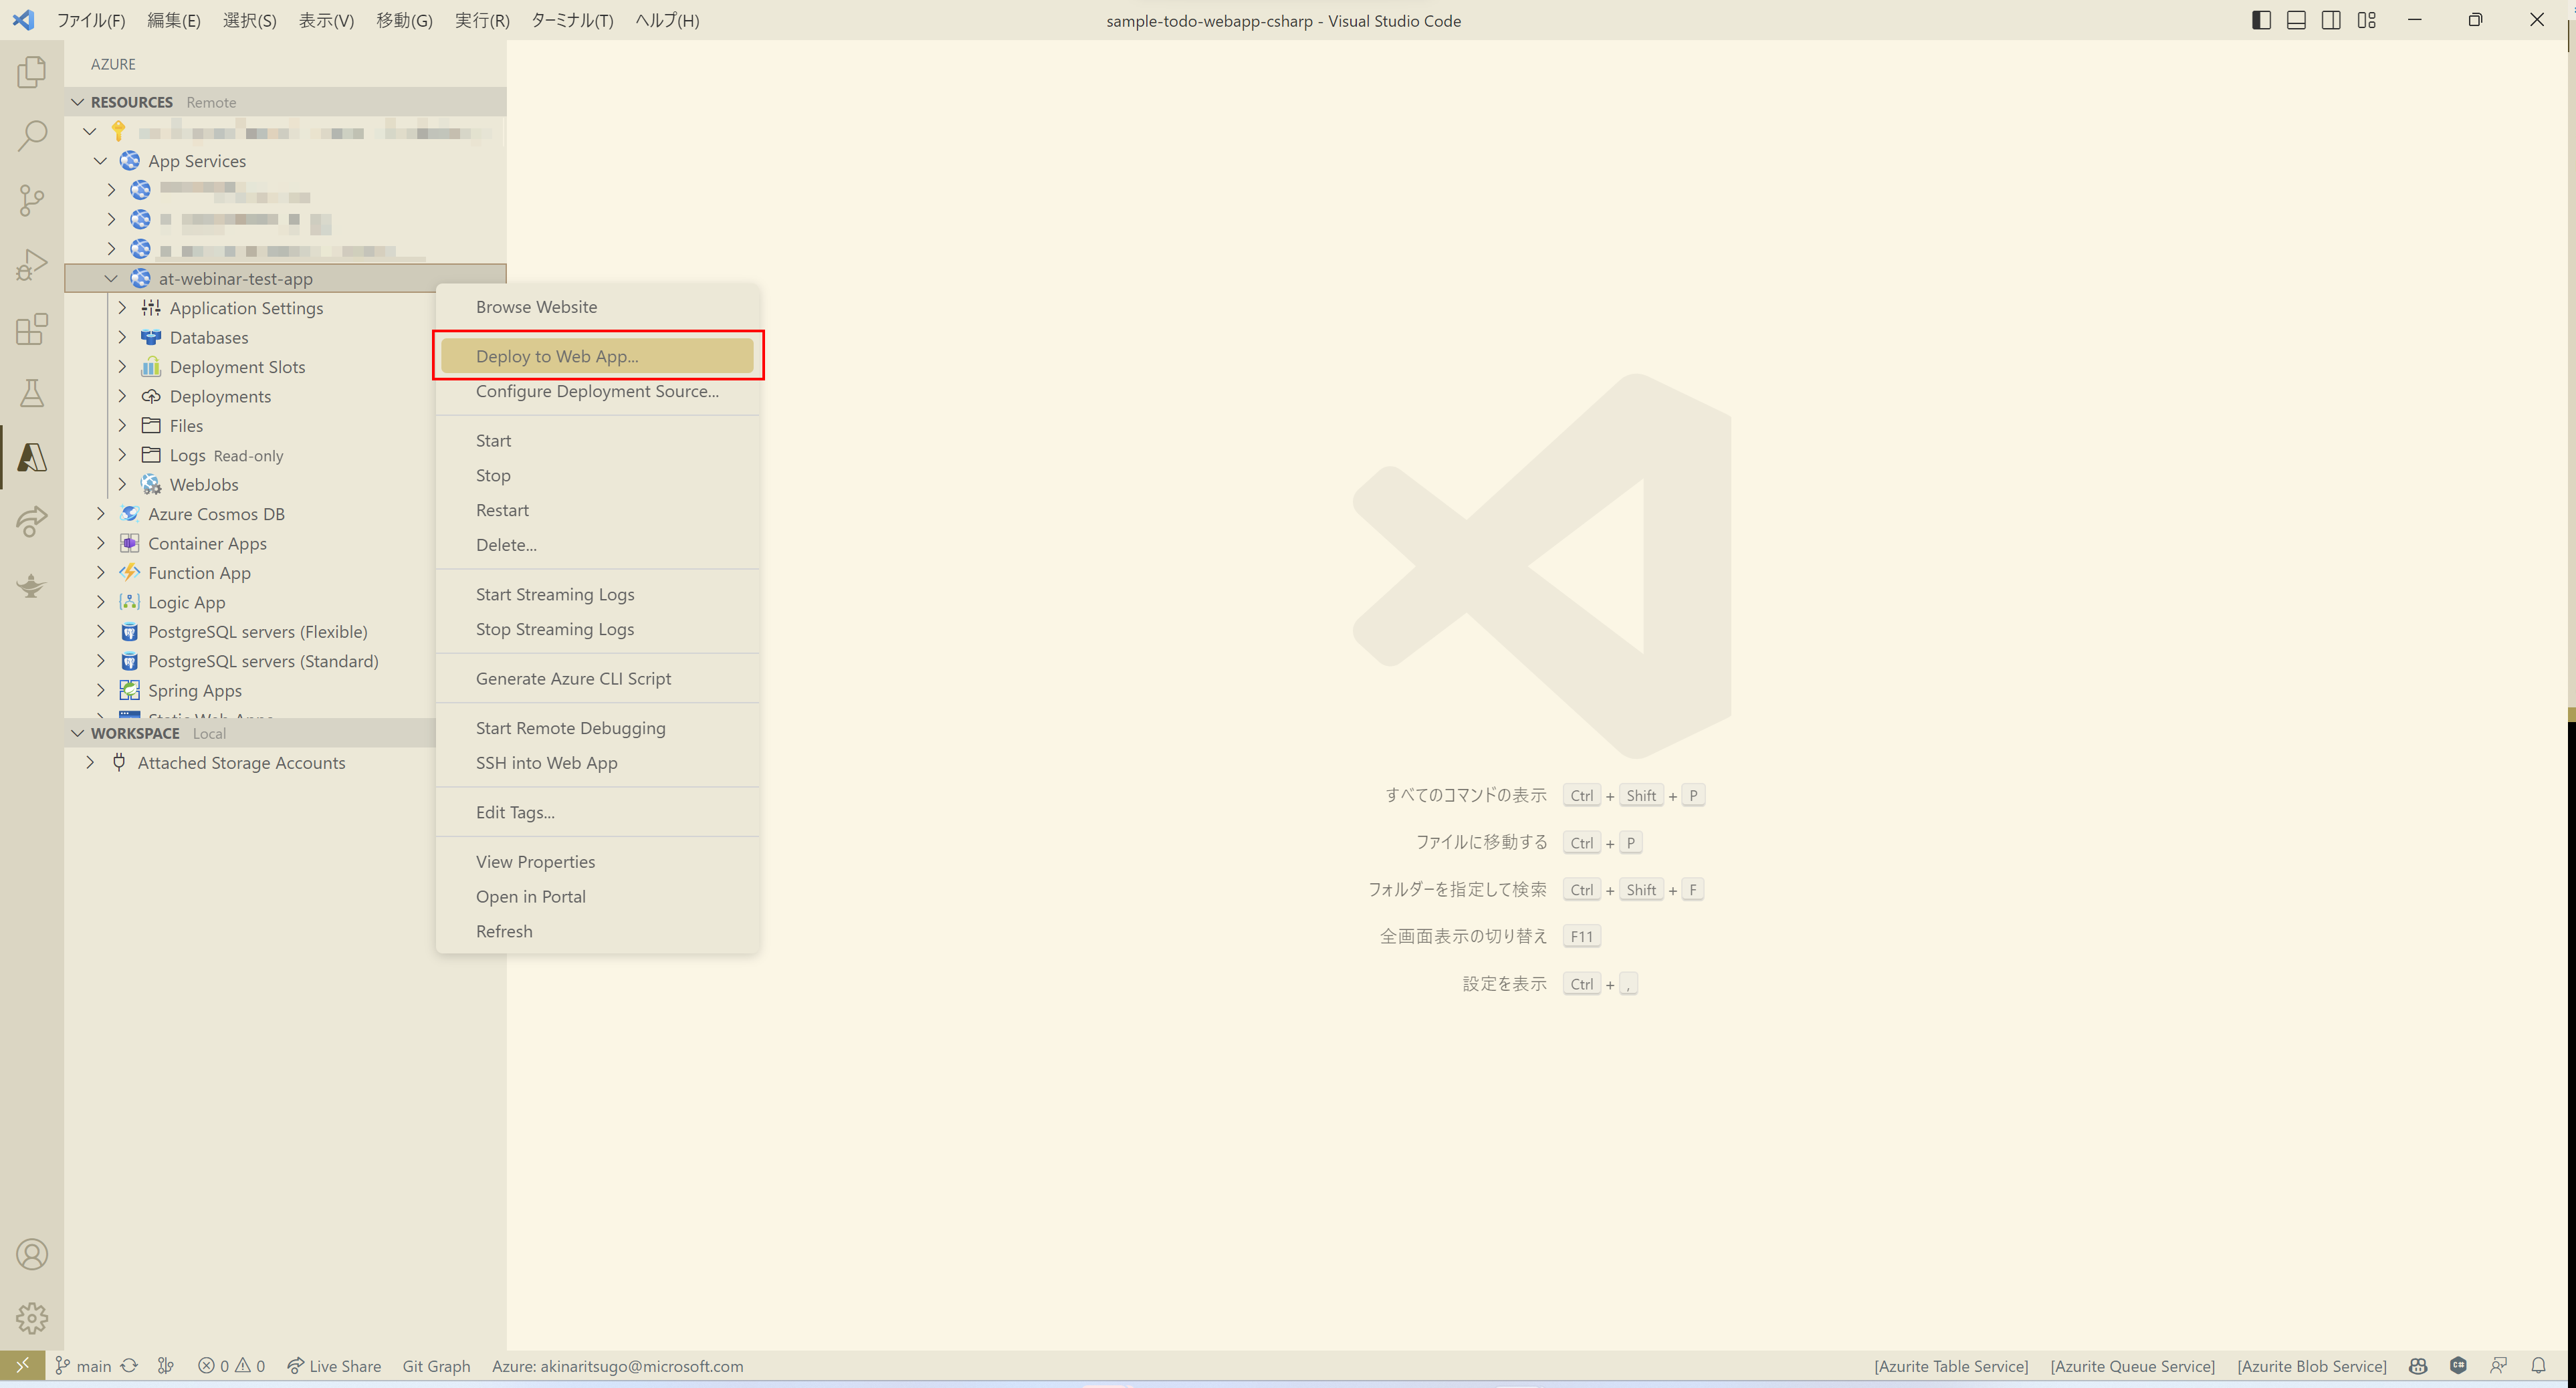 ファイル(F) 編集(E) 選択(S) 表示(V) 移動(G) 実行(R) ターミナル(T) ヘルプ(H)
sample-todo-webapp-csharp - Visual Studio Code
AZURE
RESOURCES Remote
App Services
at-webinar-test-app
Application Settings
Databases
Deployment Slots
Deployments
Files
Logs Read-only
WebJobs
Azure Cosmos DB
Container Apps
Function App
Logic App
PostgreSQL servers (Flexible)
PostgreSQL servers (Standard)
Spring Apps
Static Web Apps
WORKSPACE Local
Attached Storage Accounts
Browse Website
Deploy to Web App...
Configure Deployment Source...
Start
Stop
Restart
Delete...
Start Streaming Logs
Stop Streaming Logs
Generate Azure CLI Script
Start Remote Debugging
SSH into Web App
Edit Tags...
View Properties
Open in Portal
Refresh
すべてのコマンドの表示 Ctrl + Shift + P
ファイルに移動する Ctrl + P
フォルダーを指定して検索 Ctrl + Shift + F
全画面表示の切り替え F11
設定を表示 Ctrl + ,
main 0 0 Live Share Git Graph Azure: akinaritsugo@microsoft.com [Azurite Table Service] [Azurite Queue Service] [Azurite Blob Service]